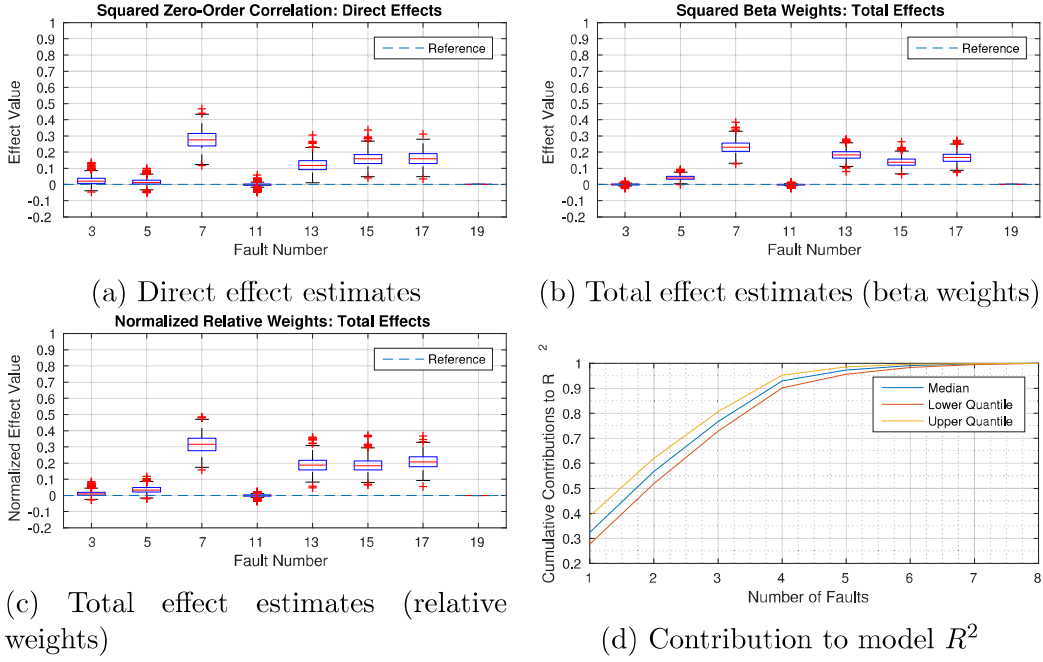 Squared Zero-Order Correlation: Direct Effects
1
0.9
0.8
0.7
0.6
0.5
0.4
0.3
0.2
0.1
0
-0.1
-0.2
Effect Value
Reference
3 5 7 11 13 15 17 19
Fault Number
(a) Direct effect estimates
Squared Beta Weights: Total Effects
1
0.9
0.8
0.7
0.6
0.5
0.4
0.3
0.2
0.1
0
-0.1
-0.2
Effect Value
Reference
3 5 7 11 13 15 17 19
Fault Number
(b) Total effect estimates (beta weights)
Normalized Relative Weights: Total Effects
1
0.9
0.8
0.7
0.6
0.5
0.4
0.3
0.2
0.1
0
-0.1
-0.2
Normalized Effect Value
Reference
3 5 7 11 13 15 17 19
Fault Number
(c) Total effect estimates (relative
weights)
Cumulative Contributions to R 2
1
0.9
0.8
0.7
0.6
0.5
0.4
0.3
0.2
Median
Lower Quantile
Upper Quantile
1 2 3 4 5 6 7 8
Number of Faults
(d) Contribution to model R²